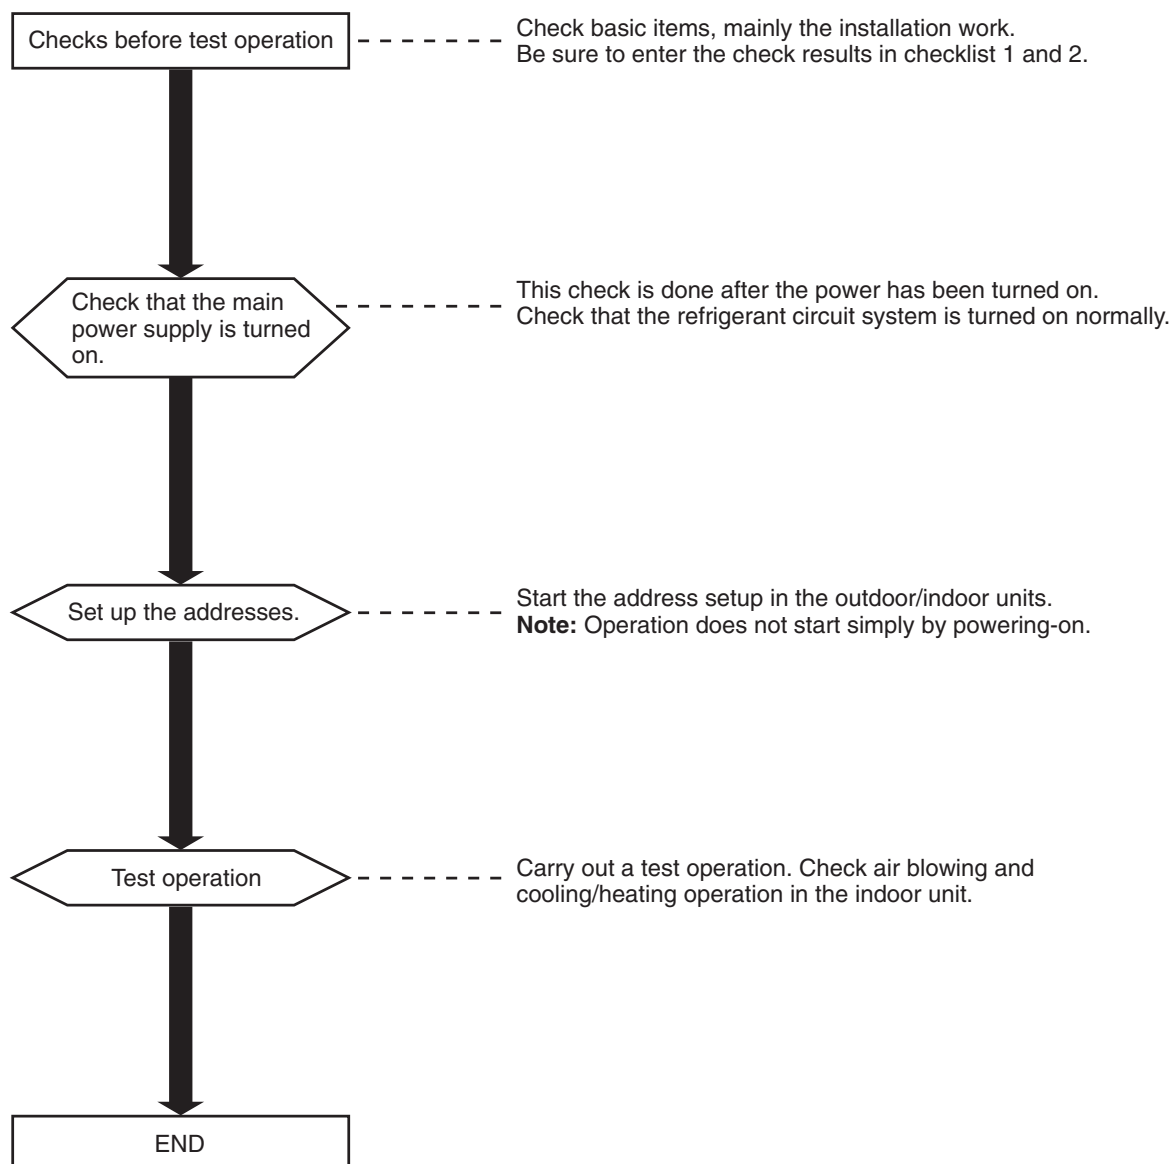 Checks before test operation
Check basic items, mainly the installation work.
Be sure to enter the check results in checklist 1 and 2.
Check that the main
power supply is turned
on.
This check is done after the power has been turned on.
Check that the refrigerant circuit system is turned on normally.
Set up the addresses.
Start the address setup in the outdoor/indoor units.
Note: Operation does not start simply by powering-on.
Test operation
Carry out a test operation. Check air blowing and
cooling/heating operation in the indoor unit.
END